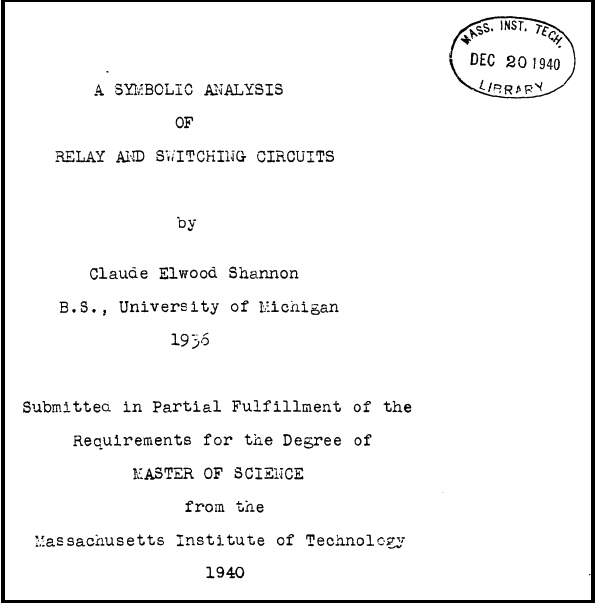 MASS. INST. TECH.
DEC 20 1940
LIBRARY
A SYMBOLIC ANALYSIS
OF
RELAY AND SWITCHING CIRCUITS
by
Claude Elwood Shannon
B.S., University of Michigan
1936
Submitted in Partial Fulfillment of the
Requirements for the Degree of
MASTER OF SCIENCE
from the
Massachusetts Institute of Technology
1940